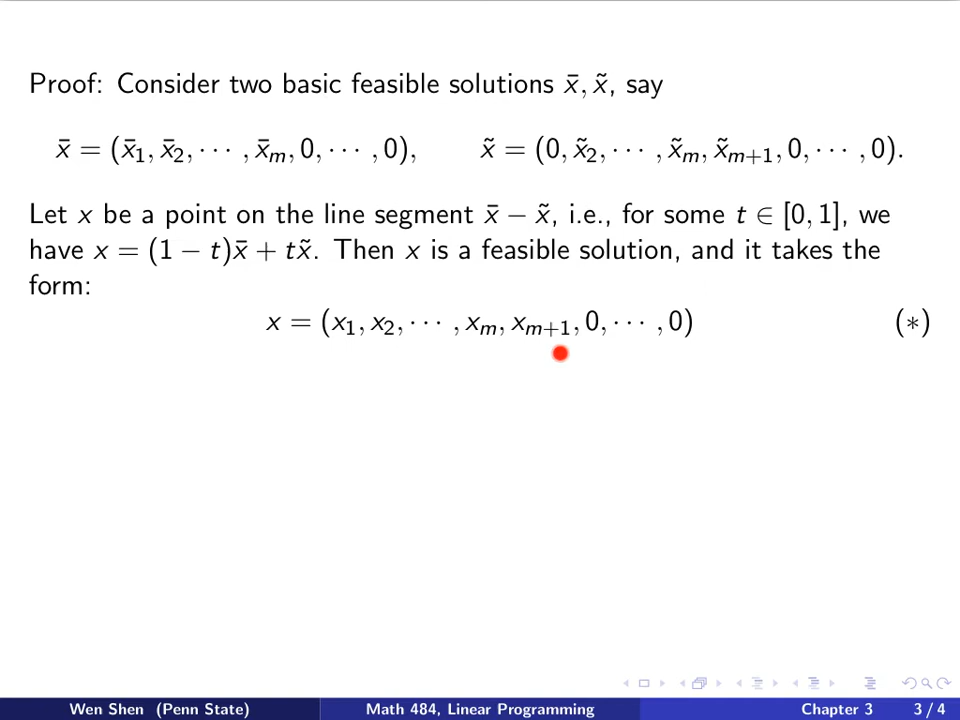 Proof: Consider two basic feasible solutions x̄, x̃, say
x̄ = (x̄₁, x̄₂, ⋯ , x̄ₘ, 0, ⋯ , 0), x̃ = (0, x̃₂, ⋯ , x̃ₘ, x̃ₘ₊₁, 0, ⋯ , 0).
Let x be a point on the line segment x̄ − x̃, i.e., for some t ∈ [0, 1], we
have x = (1 − t)x̄ + tx̃. Then x is a feasible solution, and it takes the
form:
x = (x₁, x₂, ⋯ , xₘ, xₘ₊₁, 0, ⋯ , 0) (∗)
Wen Shen (Penn State) Math 484, Linear Programming Chapter 3 3 / 4